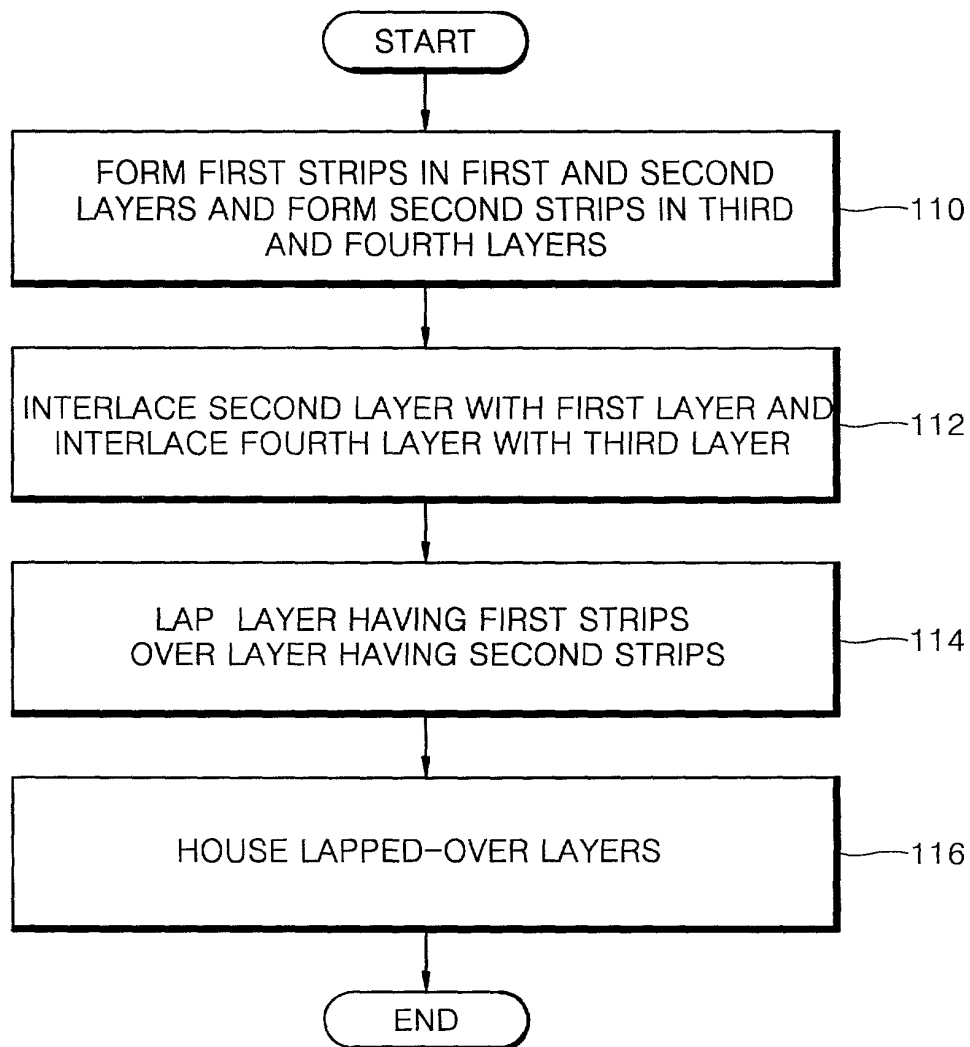 START
FORM FIRST STRIPS IN FIRST AND SECOND
LAYERS AND FORM SECOND STRIPS IN THIRD
AND FOURTH LAYERS
110
INTERLACE SECOND LAYER WITH FIRST LAYER AND
INTERLACE FOURTH LAYER WITH THIRD LAYER
112
LAP LAYER HAVING FIRST STRIPS
OVER LAYER HAVING SECOND STRIPS
114
HOUSE LAPPED-OVER LAYERS
116
END